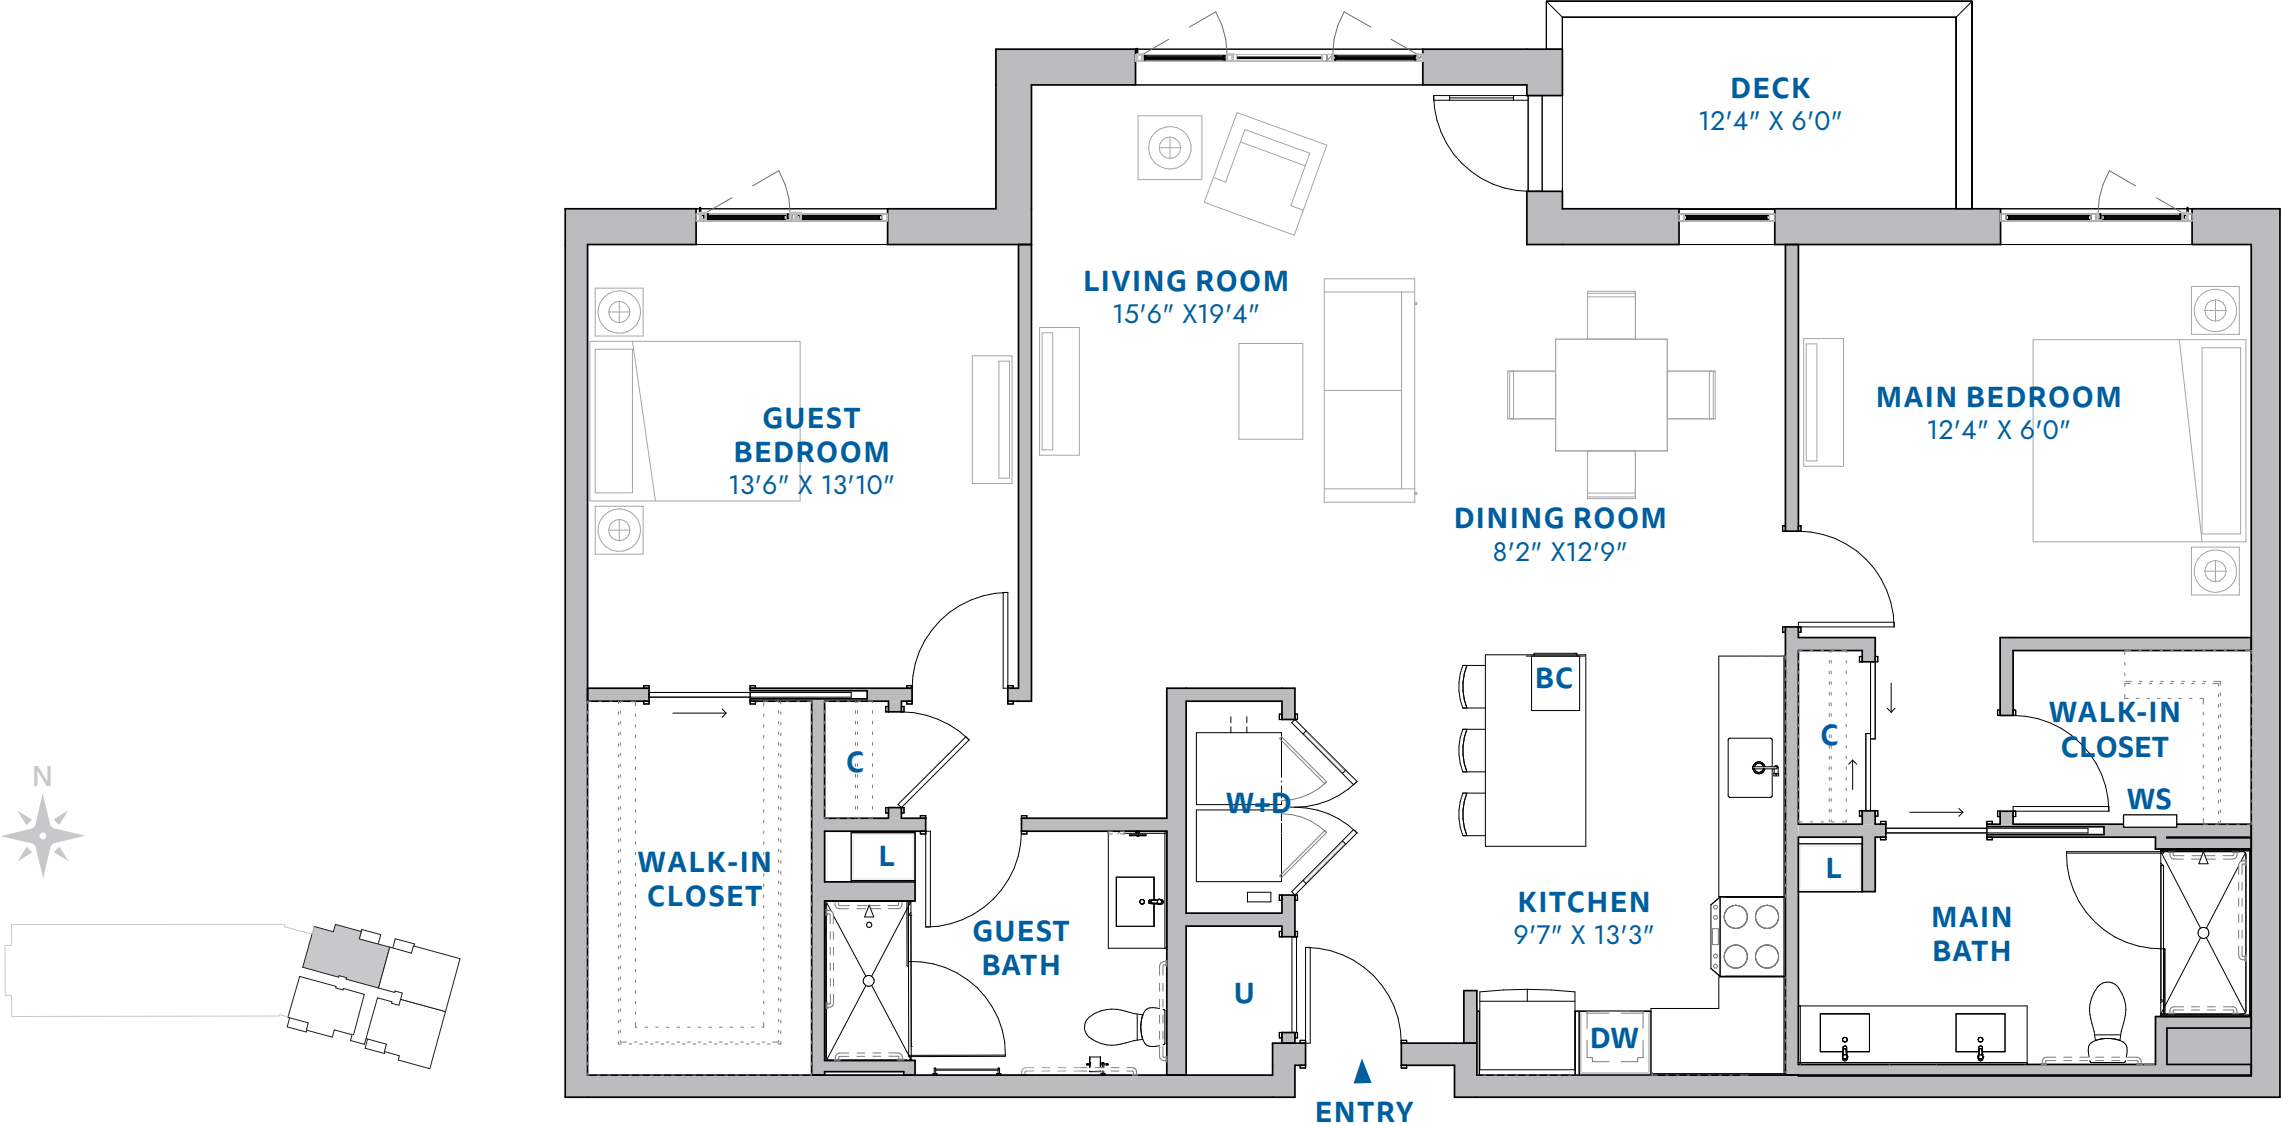 DECK
12'4" X 6'0"
LIVING ROOM
15'6" X19'4"
GUEST
BEDROOM
13'6" X 13'10"
MAIN BEDROOM
12'4" X 6'0"
DINING ROOM
8'2" X12'9"
BC
WALK-IN
CLOSET
C
C
W+D
WS
N
WALK-IN
CLOSET
L
L
KITCHEN
9'7" X 13'3"
GUEST
BATH
MAIN
BATH
U
DW
ENTRY